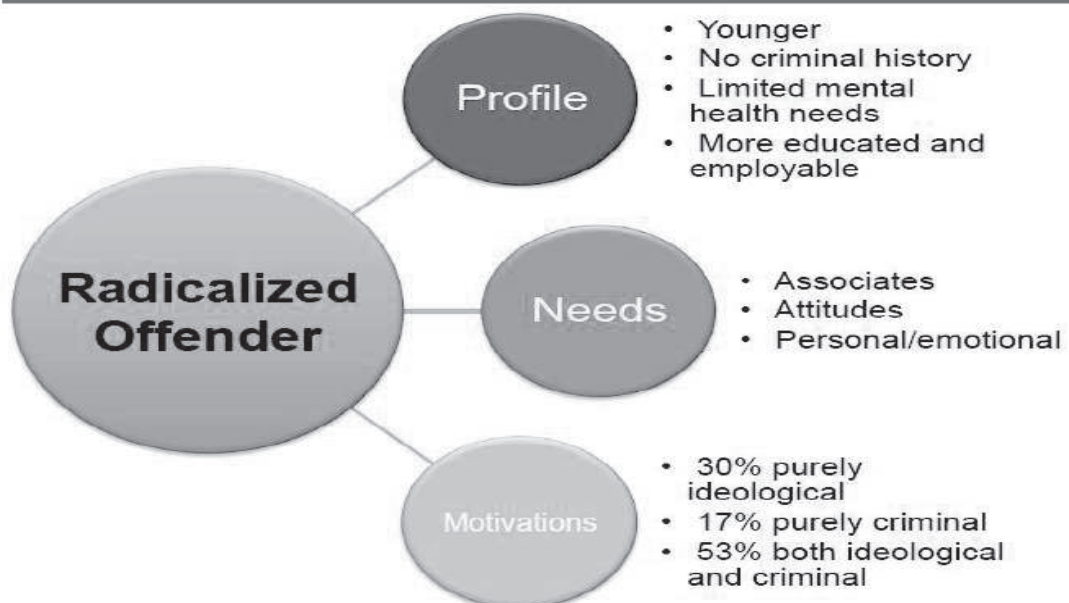 Radicalized
Offender
Profile
• Younger
• No criminal history
• Limited mental
health needs
• More educated and
employable
Needs
• Associates
• Attitudes
• Personal/emotional
Motivations
• 30% purely
ideological
• 17% purely criminal
• 53% both ideological
and criminal